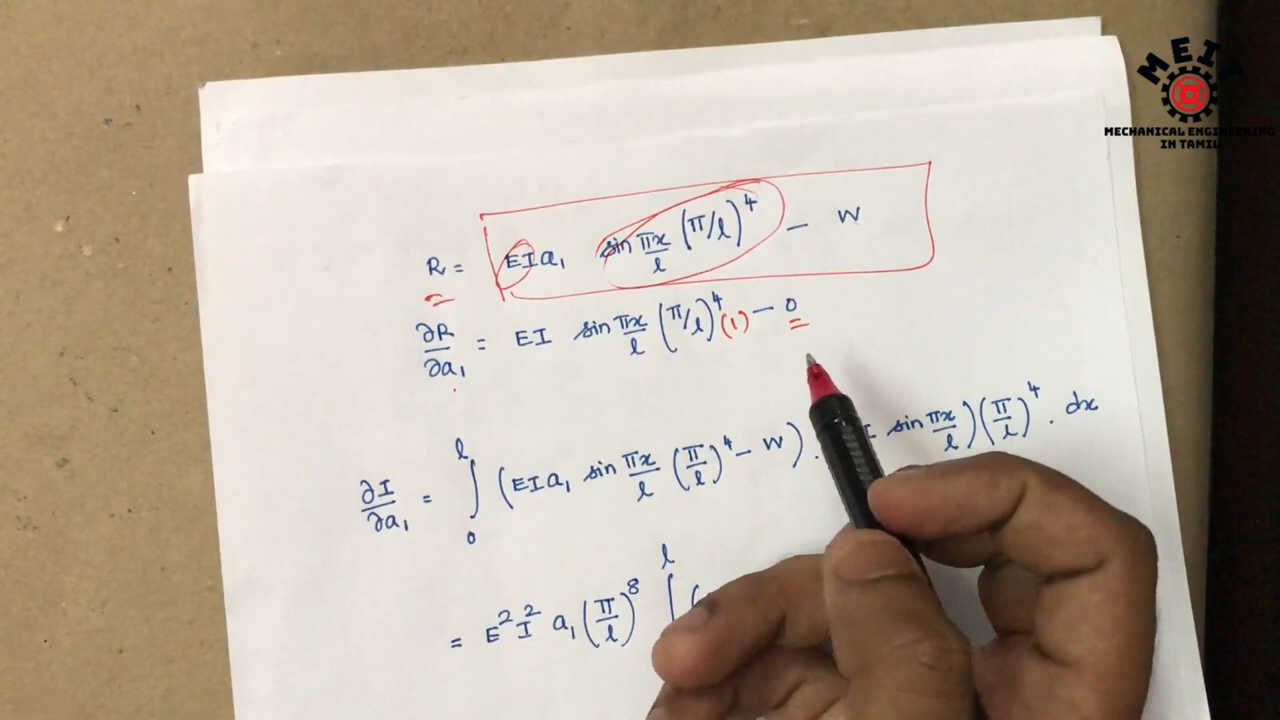 MEIT
MECHANICAL ENGINEERING
IN TAMIL
R = EIa₁ sin πx/l (π/l)⁴ − W
∂R/∂a₁ = EI sin πx/l (π/l)⁴ (1) − 0
∂I/∂a₁ = ∫₀ˡ (EIa₁ sin πx/l (π/l)⁴ − W) . I sin πx/l) (π/l)⁴ . dx
= E²I² a₁ (π/l)⁸ ∫ˡ (